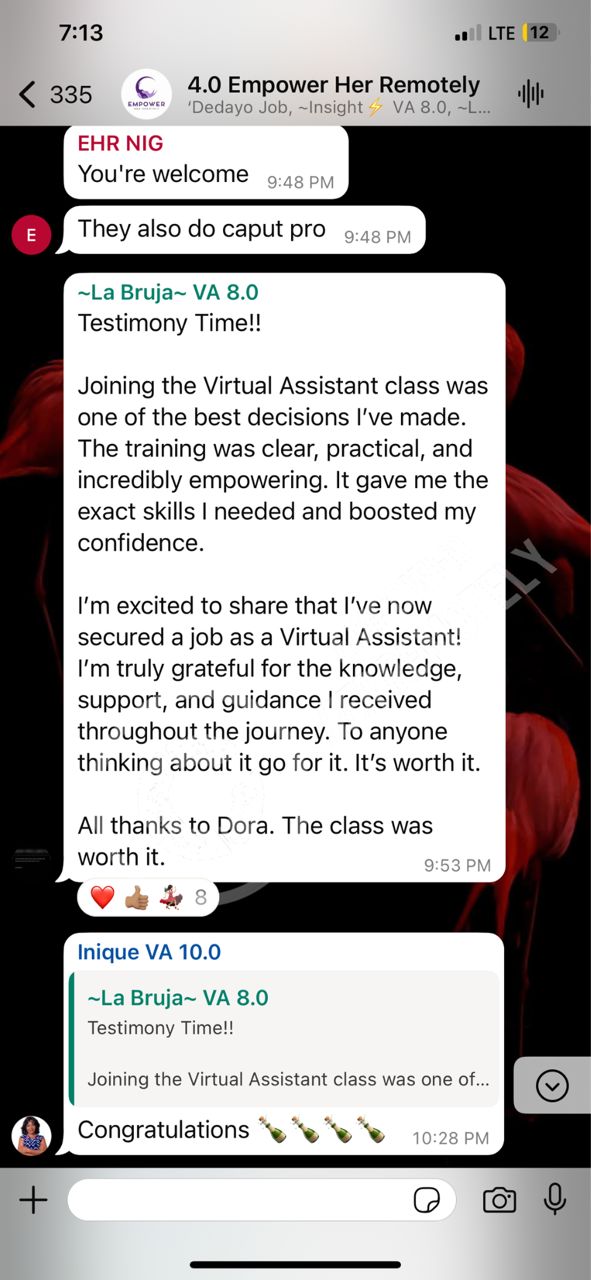 7:13
LTE 12
335
EMPOWER
4.0 Empower Her Remotely
'Dedayo Job, ~Insight⚡ VA 8.0, ~L...
EHR NIG
You're welcome 9:48 PM
E
They also do caput pro 9:48 PM
~La Bruja~ VA 8.0
Testimony Time!!
Joining the Virtual Assistant class was
one of the best decisions I've made.
The training was clear, practical, and
incredibly empowering. It gave me the
exact skills I needed and boosted my
confidence.
I'm excited to share that I've now
secured a job as a Virtual Assistant!
I'm truly grateful for the knowledge,
support, and guidance I received
throughout the journey. To anyone
thinking about it go for it. It's worth it.
All thanks to Dora. The class was
worth it.
9:53 PM
❤️ 👍🏽 💃🏻 8
Inique VA 10.0
~La Bruja~ VA 8.0
Testimony Time!!
Joining the Virtual Assistant class was one of...
Congratulations 🍾🍾🍾🍾 10:28 PM